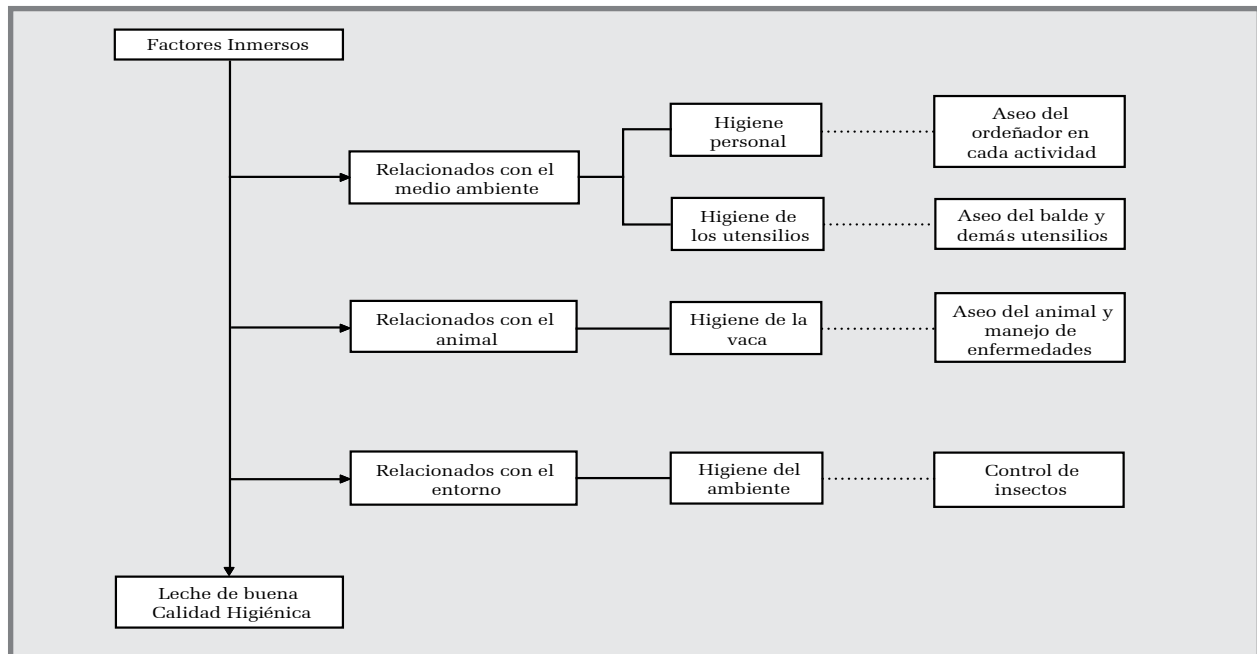 Factores Inmersos
Relacionados con el
medio ambiente
Higiene
personal
Aseo del
ordeñador en
cada actividad
Higiene de
los utensilios
Aseo del balde y
demás utensilios
Relacionados con el
animal
Higiene de la
vaca
Aseo del animal y
manejo de
enfermedades
Relacionados con el
entorno
Higiene del
ambiente
Control de
insectos
Leche de buena
Calidad Higiénica